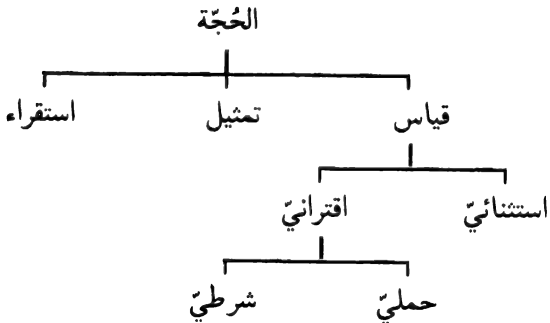 الحُجّة
قياس تمثيل استقراء
استثنائيّ اقترانيّ
حمليّ شرطيّ